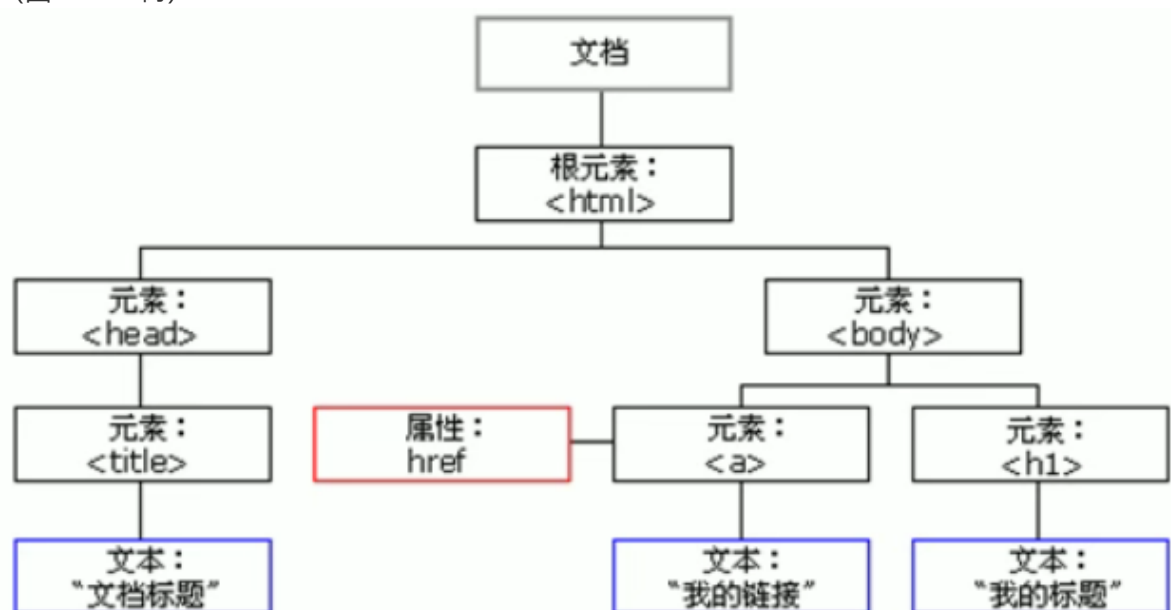 文档
根元素：
<html>
元素：
<head>
元素：
<body>
元素：
<title>
属性：
href
元素：
<a>
元素：
<h1>
文本：
“文档标题”
文本：
“我的链接”
文本：
“我的标题”